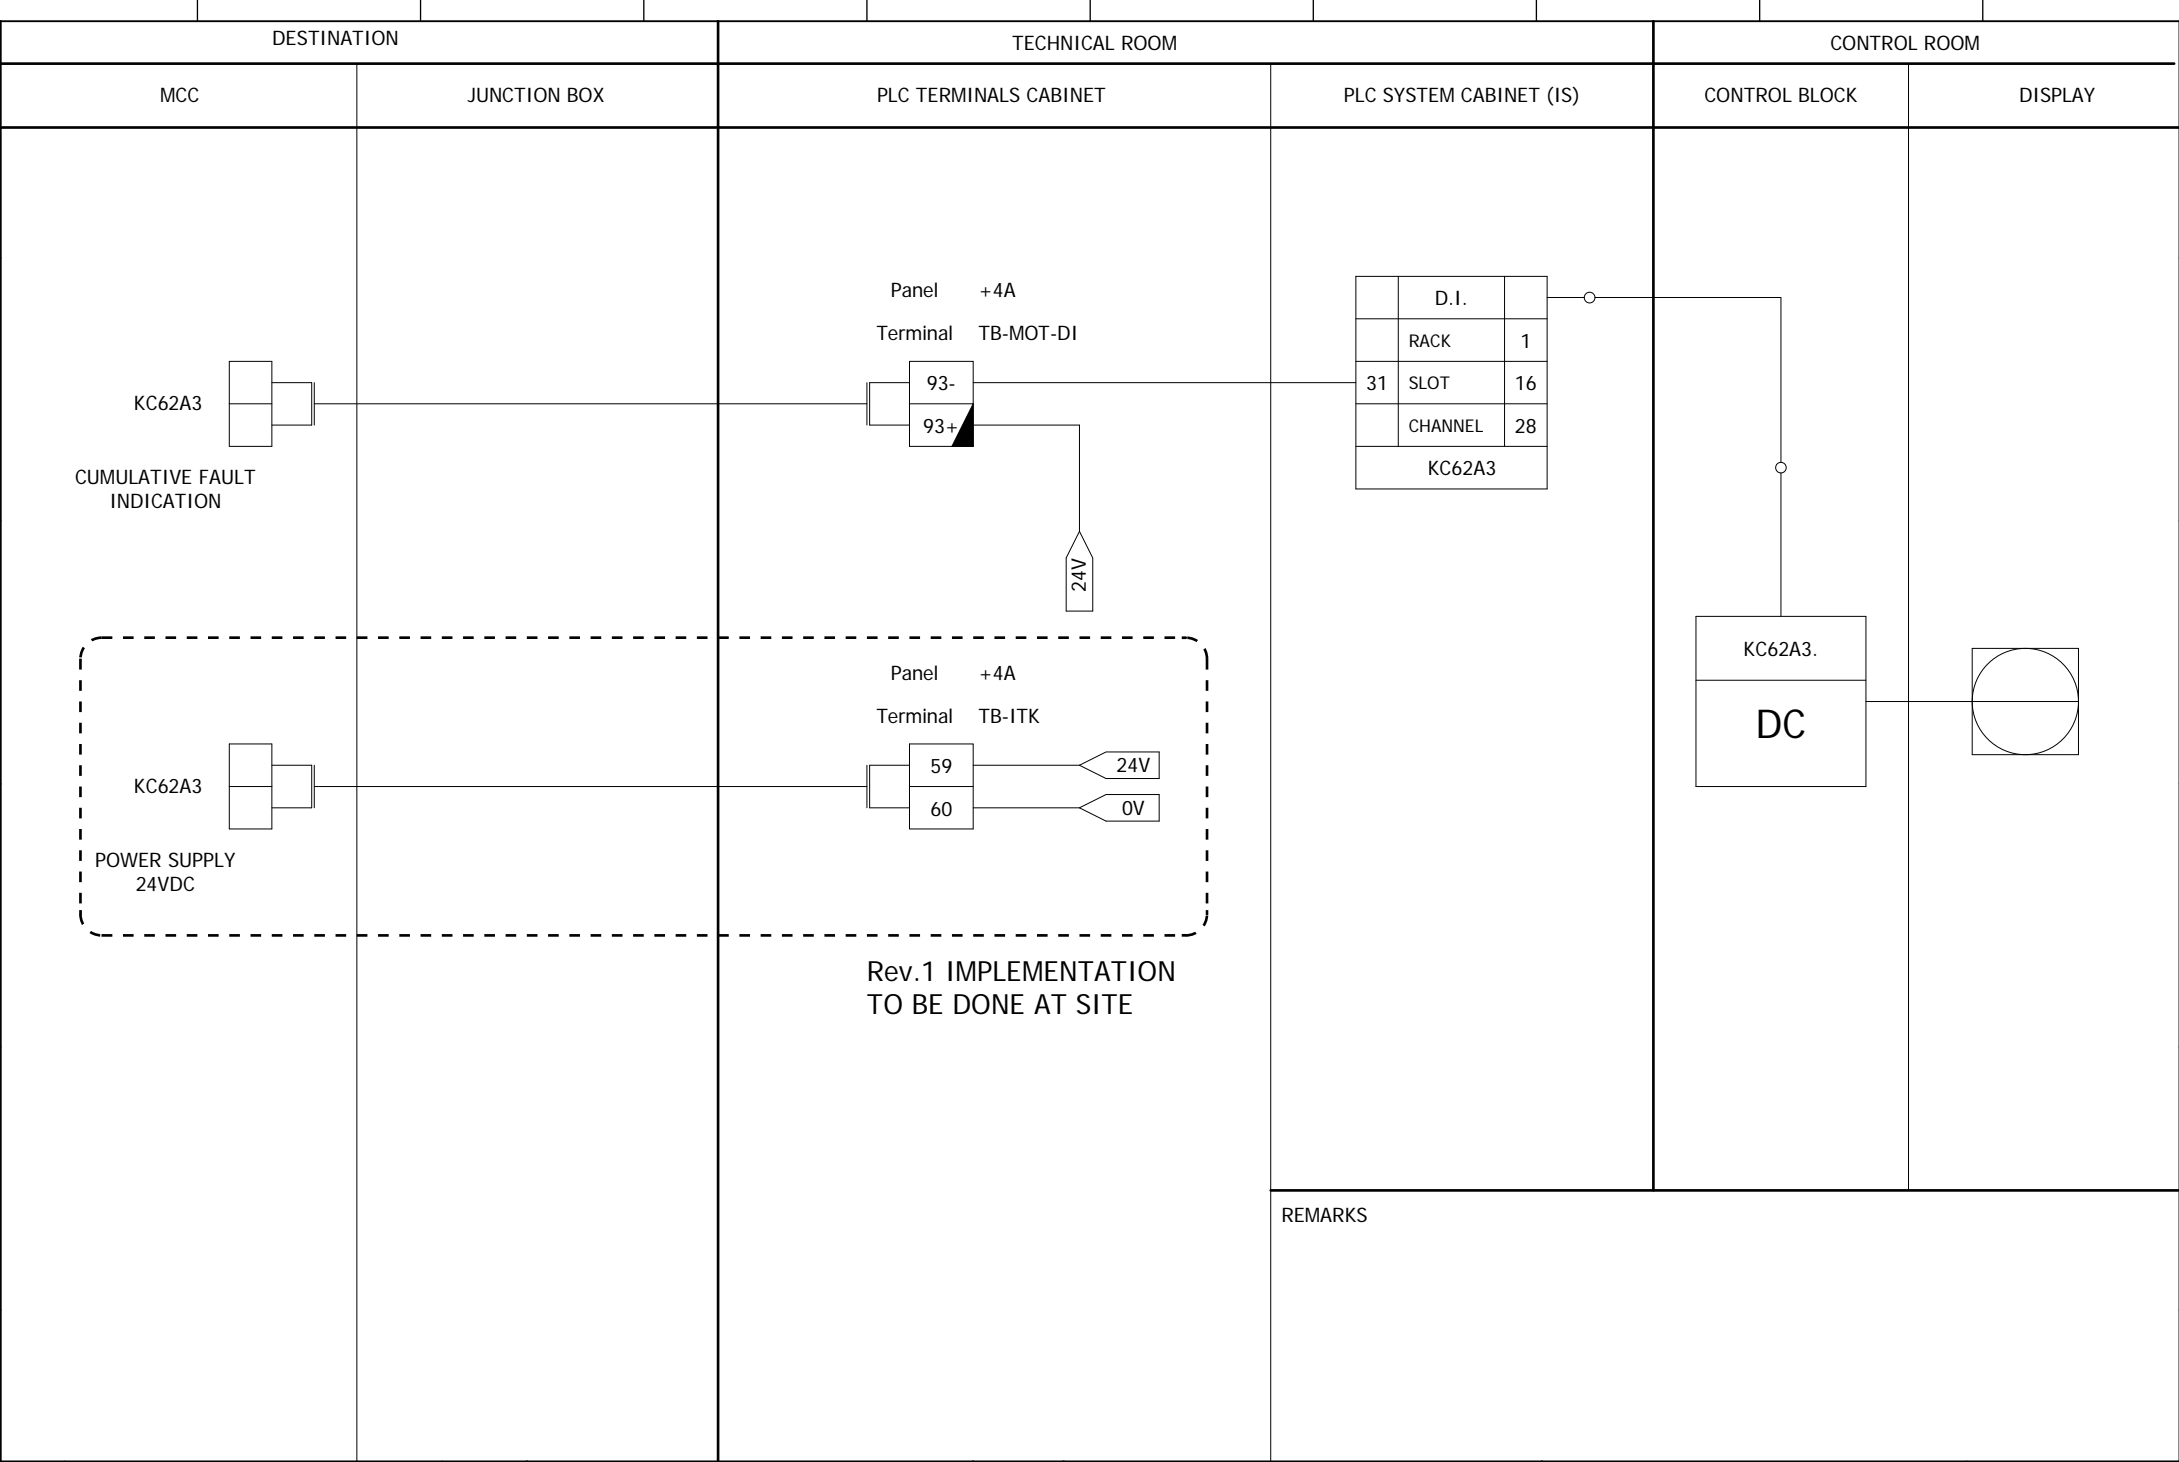 DESTINATION
TECHNICAL ROOM
CONTROL ROOM
MCC
JUNCTION BOX
PLC TERMINALS CABINET
PLC SYSTEM CABINET (IS)
CONTROL BLOCK
DISPLAY
Panel +4A
Terminal TB-MOT-DI
KC62A3
93-
93+
24V
CUMULATIVE FAULT
INDICATION
D.I.
RACK 1
31 SLOT 16
CHANNEL 28
KC62A3
Panel +4A
Terminal TB-ITK
KC62A3
59
24V
60
0V
POWER SUPPLY
24VDC
KC62A3.
DC
Rev.1 IMPLEMENTATION
TO BE DONE AT SITE
REMARKS